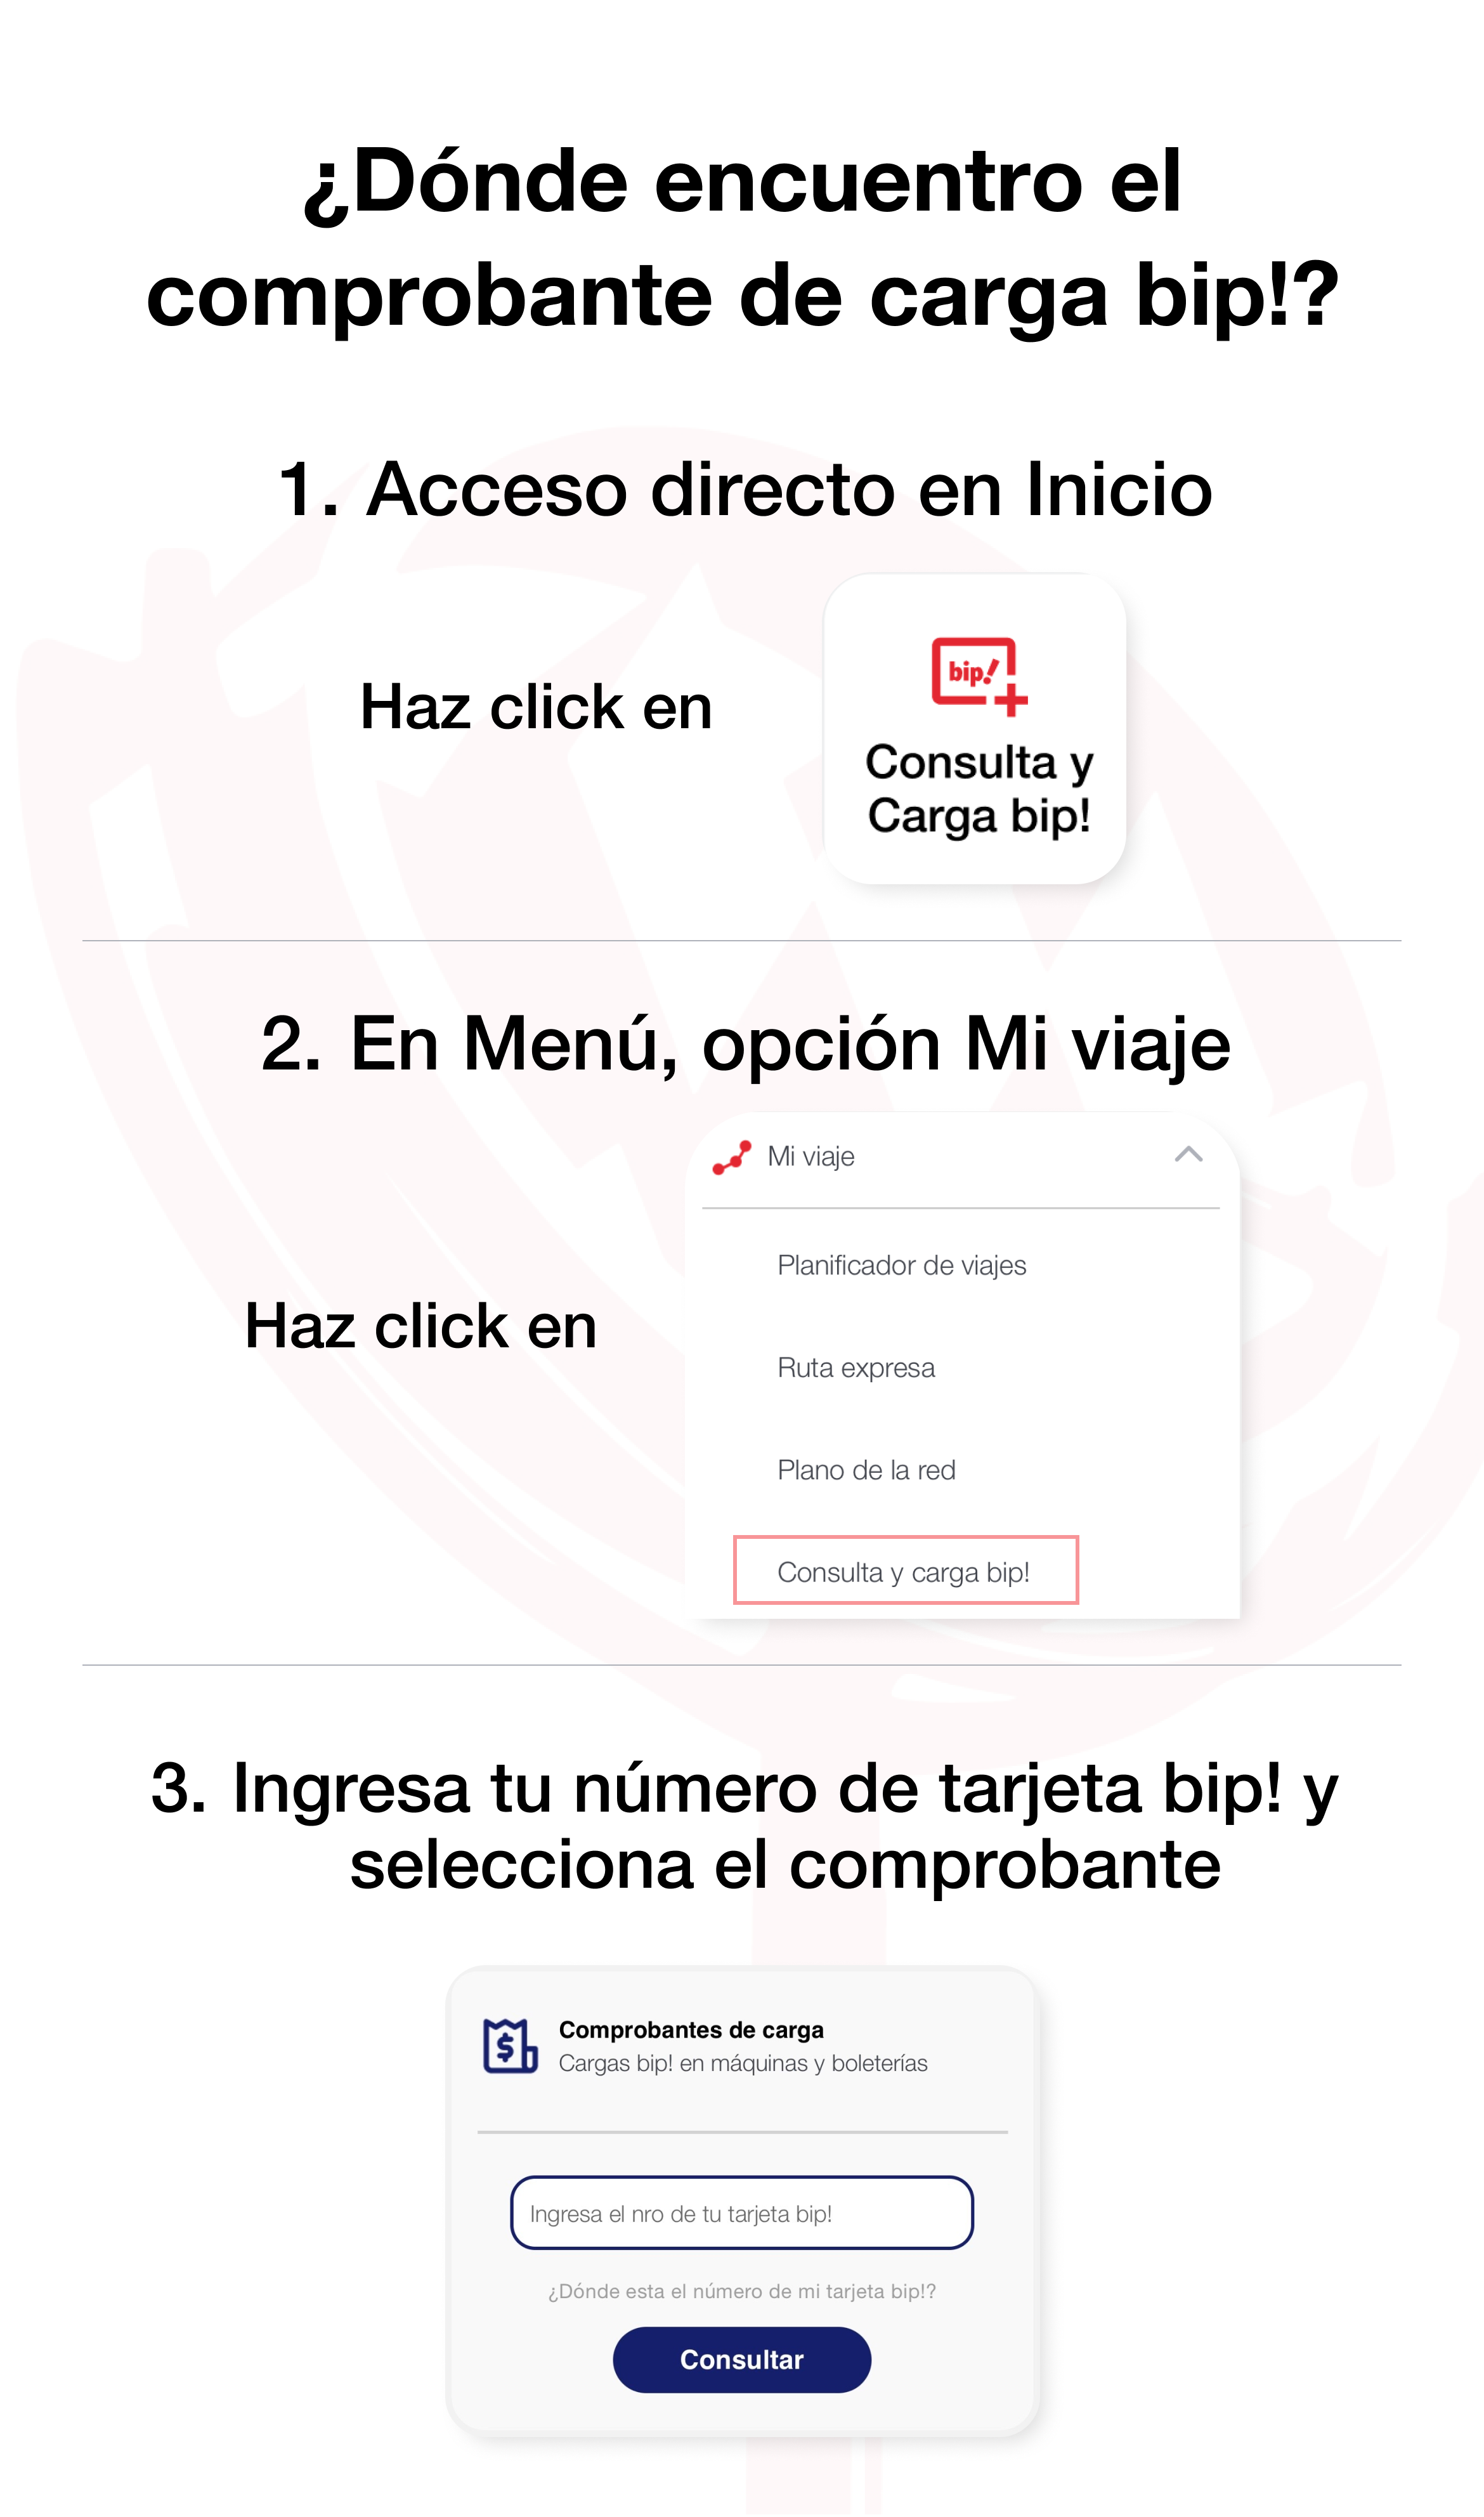 ¿Dónde encuentro el
comprobante de carga bip!?
1. Acceso directo en Inicio
Haz click en
bip!
Consulta y
Carga bip!
2. En Menú, opción Mi viaje
Haz click en
Mi viaje
Planificador de viajes
Ruta expresa
Plano de la red
Consulta y carga bip!
3. Ingresa tu número de tarjeta bip! y
selecciona el comprobante
$
Comprobantes de carga
Cargas bip! en máquinas y boleterías
Ingresa el nro de tu tarjeta bip!
¿Dónde esta el número de mi tarjeta bip!?
Consultar